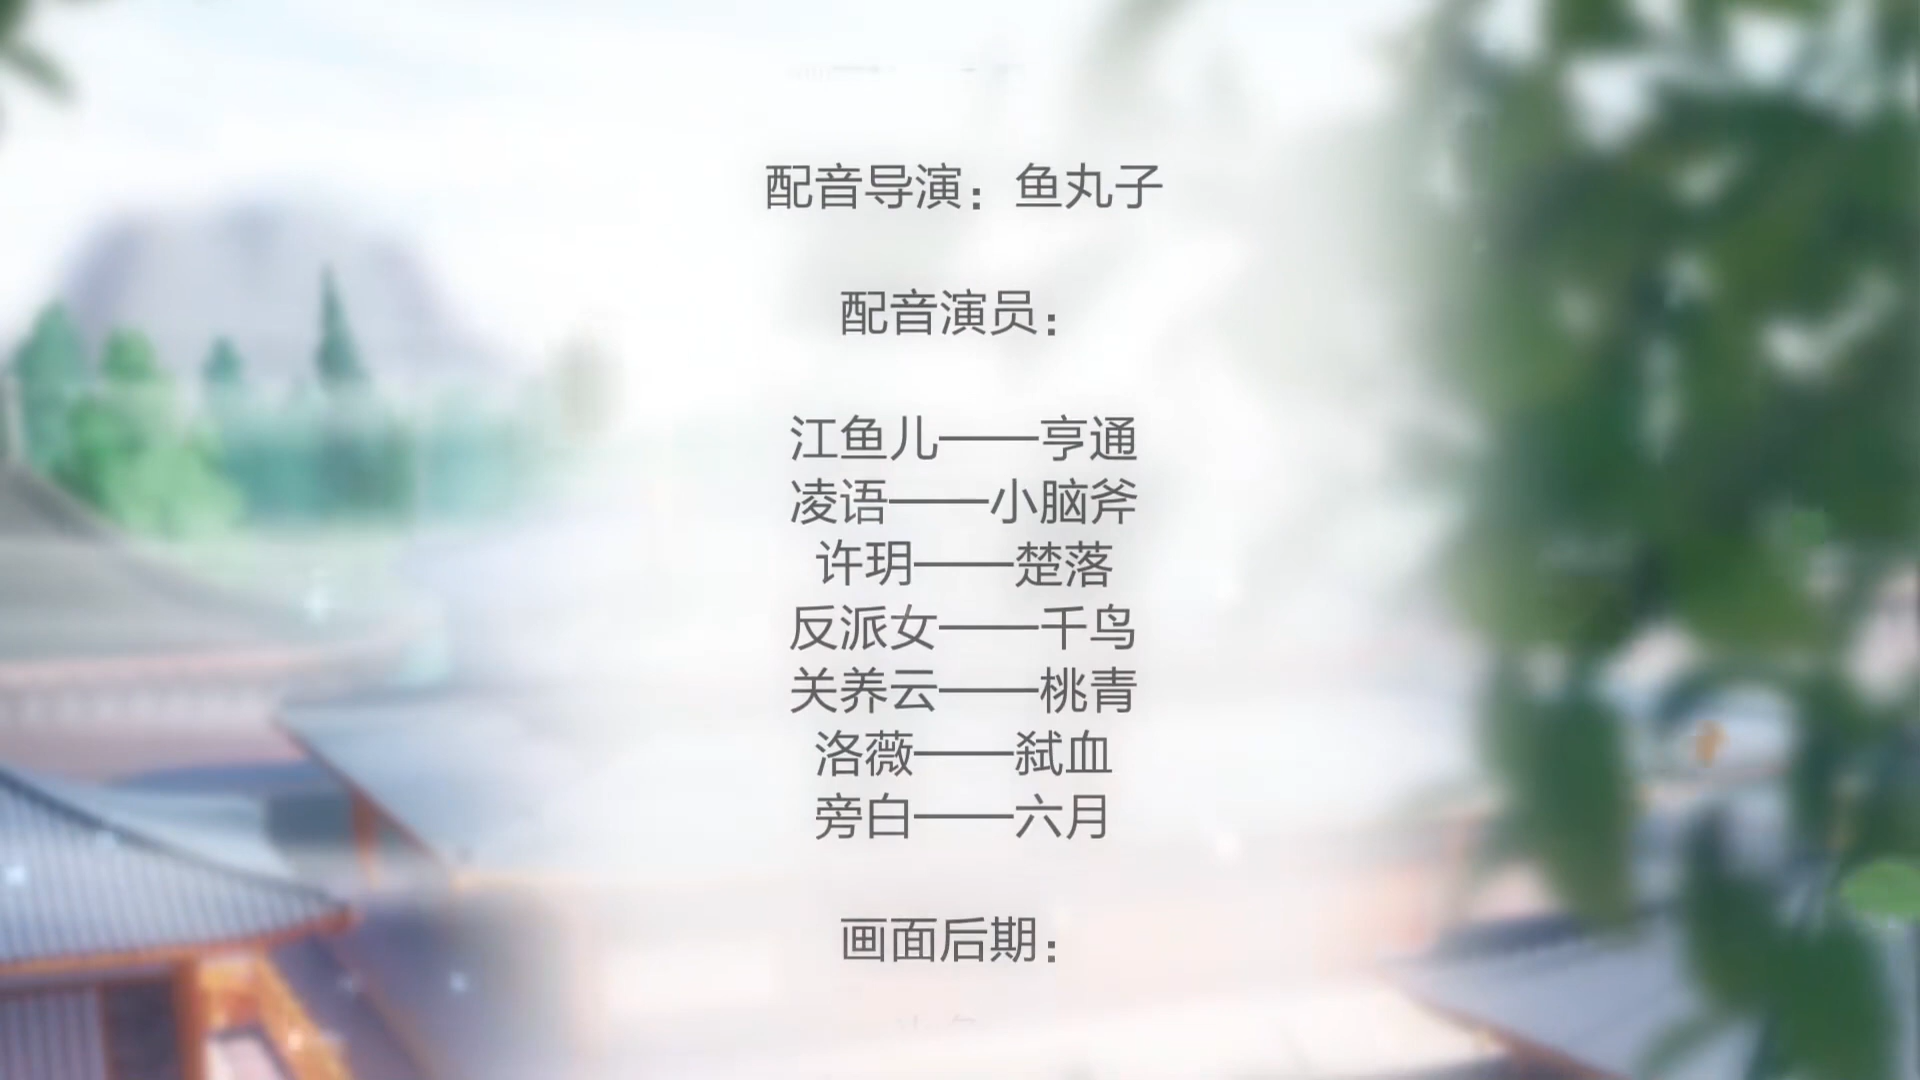 配音导演：鱼丸子
配音演员：
江鱼儿——亨通
凌语——小脑斧
许玥——楚落
反派女——千鸟
关养云——桃青
洛薇——弑血
旁白——六月
画面后期：